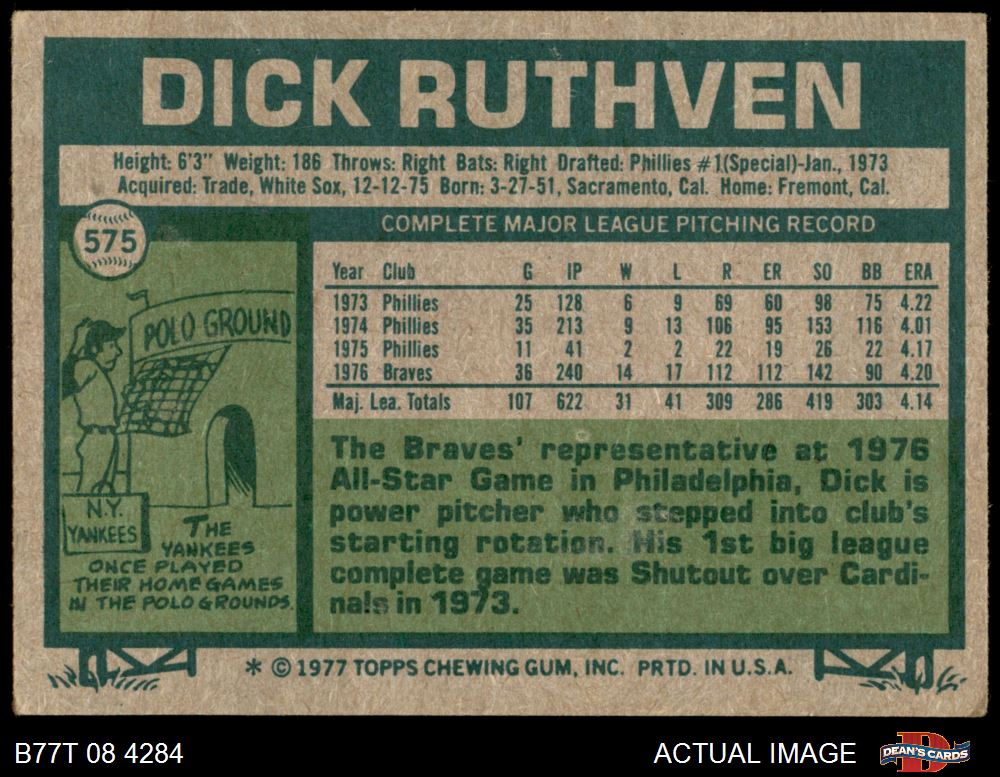 DICK RUTHVEN
Height: 6'3" Weight: 186 Throws: Right Bats: Right Drafted: Phillies #1(Special)-Jan., 1973
Acquired: Trade, White Sox, 12-12-75 Born: 3-27-51, Sacramento, Cal. Home: Fremont, Cal.
575
COMPLETE MAJOR LEAGUE PITCHING RECORD
Year Club G IP W L R ER SO BB ERA
1973 Phillies 25 128 6 9 69 60 98 75 4.22
1974 Phillies 35 213 9 13 106 95 153 116 4.01
1975 Phillies 11 41 2 2 22 19 26 22 4.17
1976 Braves 36 240 14 17 112 112 142 90 4.20
Maj. Lea. Totals 107 622 31 41 309 286 419 303 4.14
POLO GROUND
N.Y.
YANKEES
THE
YANKEES
ONCE PLAYED
THEIR HOME GAMES
IN THE POLO GROUNDS.
The Braves' representative at 1976
All-Star Game in Philadelphia, Dick is
power pitcher who stepped into club's
starting rotation. His 1st big league
complete game was Shutout over Cardi-
nals in 1973.
* © 1977 TOPPS CHEWING GUM, INC. PRTD. IN U.S.A.
B77T 08 4284
ACTUAL IMAGE
DEAN'S CARDS